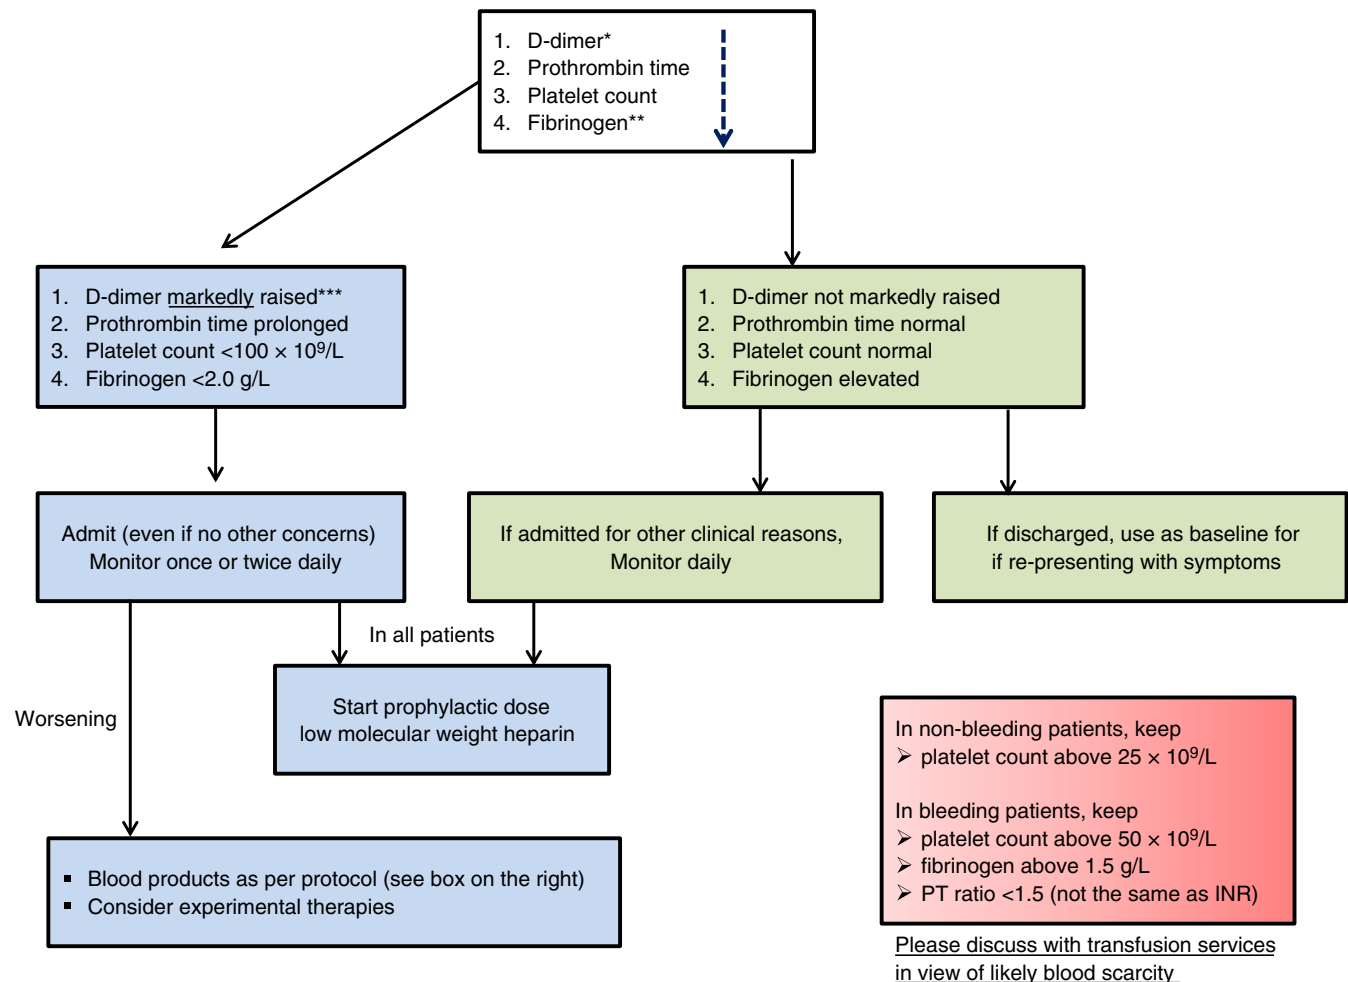 1. D-dimer*
2. Prothrombin time
3. Platelet count
4. Fibrinogen**
1. D-dimer markedly raised***
2. Prothrombin time prolonged
3. Platelet count <100 × 10⁹/L
4. Fibrinogen <2.0 g/L
1. D-dimer not markedly raised
2. Prothrombin time normal
3. Platelet count normal
4. Fibrinogen elevated
Admit (even if no other concerns)
Monitor once or twice daily
If admitted for other clinical reasons,
Monitor daily
If discharged, use as baseline for
if re-presenting with symptoms
In all patients
Worsening
Start prophylactic dose
low molecular weight heparin
In non-bleeding patients, keep
➢ platelet count above 25 × 10⁹/L
In bleeding patients, keep
➢ platelet count above 50 × 10⁹/L
➢ fibrinogen above 1.5 g/L
➢ PT ratio <1.5 (not the same as INR)
▪ Blood products as per protocol (see box on the right)
▪ Consider experimental therapies
Please discuss with transfusion services
in view of likely blood scarcity